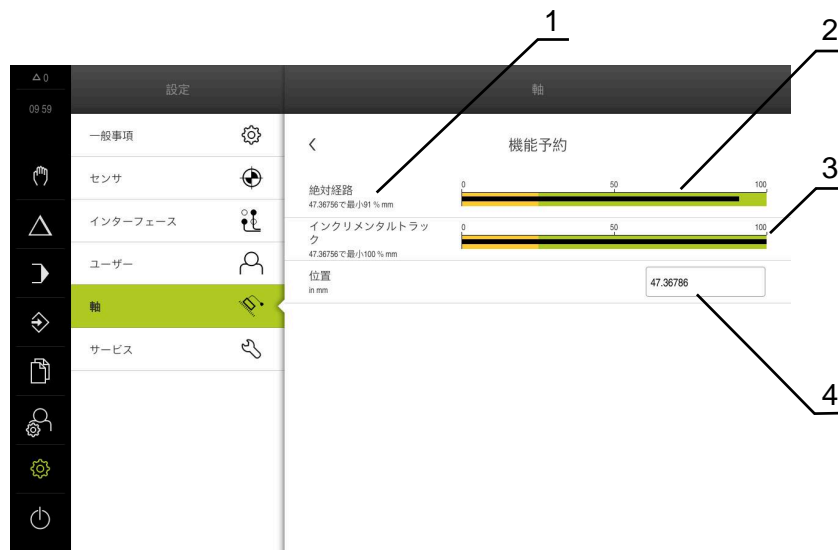 1
2
△ 0
設定
軸
09 59
一般事項
機能予約
センサ
絶対経路
47.36756で最小91 % mm
0 50 100
3
インターフェース
インクリメンタルトラッ
ク
47.36756で最小100 % mm
0 50 100
ユーザー
位置
in mm
47.36786
軸
サービス
4